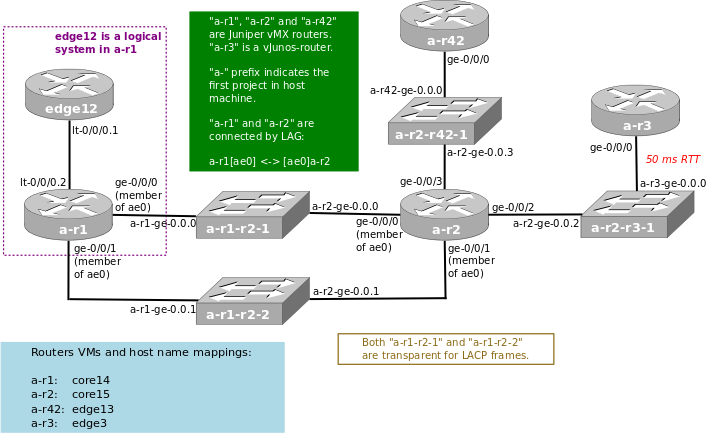 edge12 is a logical
system in a-r1
"a-r1", "a-r2" and "a-r42"
are Juniper vMX routers.
"a-r3" is a vJunos-router.
"a-" prefix indicates the
first project in host
machine.
"a-r1" and "a-r2" are
connected by LAG:
a-r1[ae0] <-> [ae0]a-r2
a-r42
ge-0/0/0
a-r42-ge-0.0.0
a-r2-r42-1
a-r2-ge-0.0.3
edge12
lt-0/0/0.1
a-r3
ge-0/0/0
50 ms RTT
a-r3-ge-0.0.0
lt-0/0/0.2
ge-0/0/0
(member
of ae0)
a-r1
a-r1-ge-0.0.0
a-r1-r2-1
a-r2-ge-0.0.0
ge-0/0/3
ge-0/0/0
(member
of ae0)
a-r2
ge-0/0/2
a-r2-ge-0.0.2
a-r2-r3-1
ge-0/0/1
(member
of ae0)
ge-0/0/1
(member
of ae0)
a-r1-ge-0.0.1
a-r1-r2-2
a-r2-ge-0.0.1
Both "a-r1-r2-1" and "a-r1-r2-2"
are transparent for LACP frames.
Routers VMs and host name mappings:
a-r1: core14
a-r2: core15
a-r42: edge13
a-r3: edge3